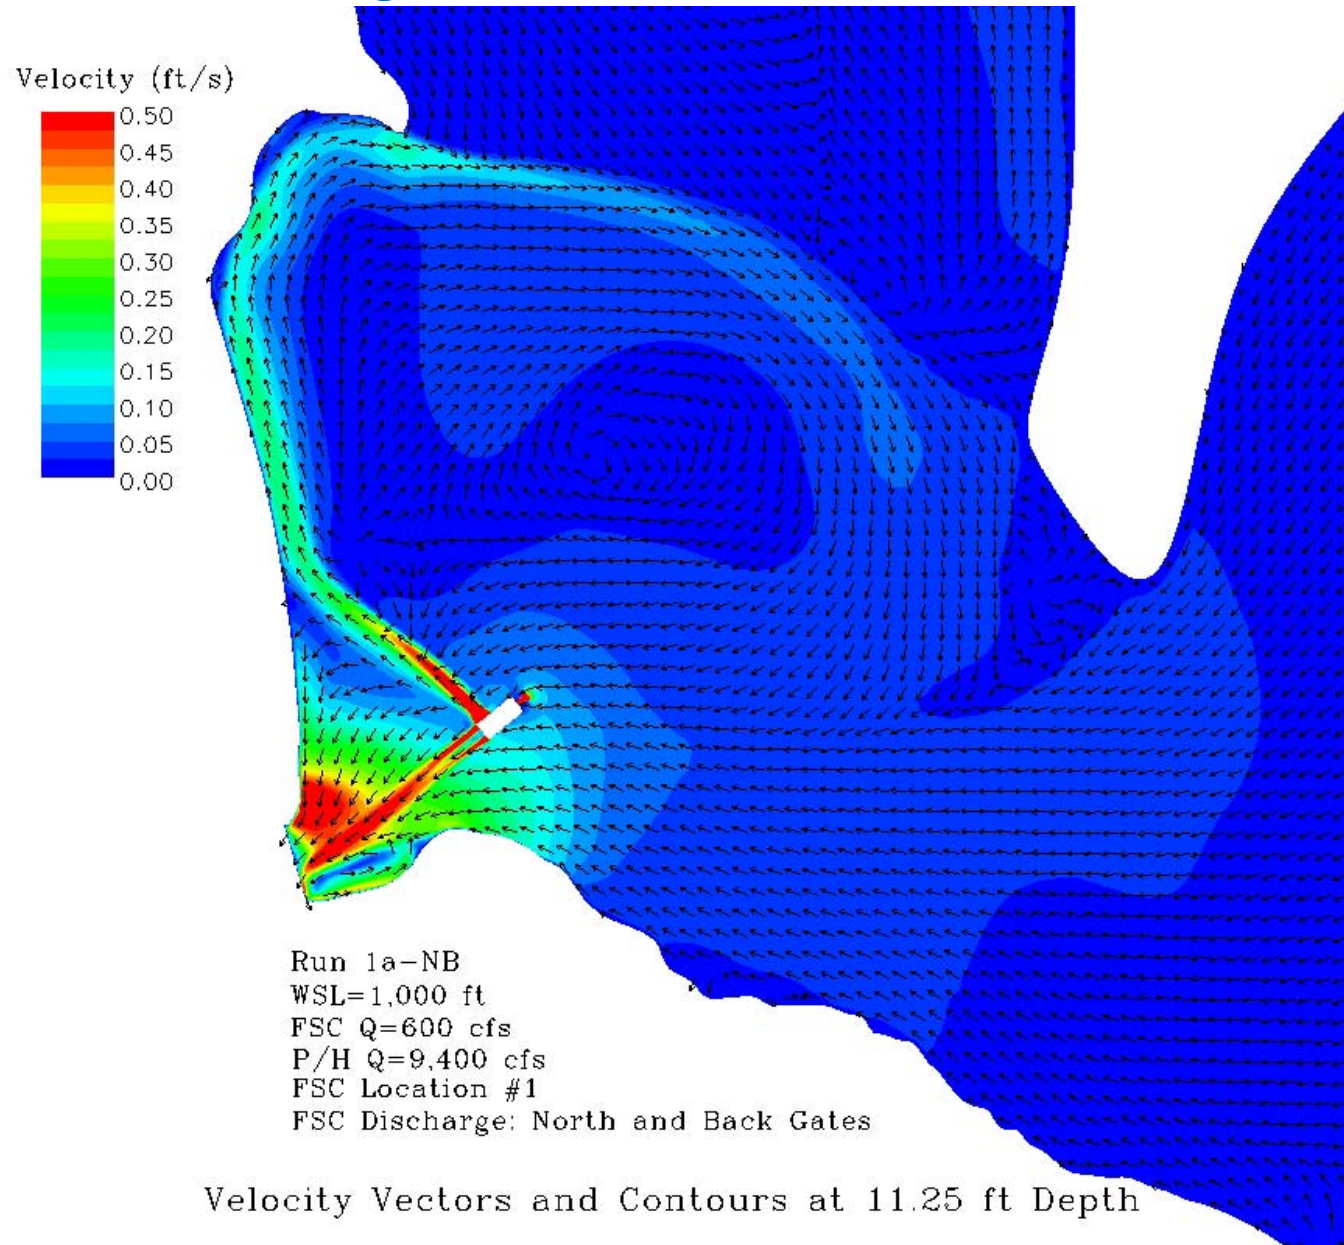 Velocity (ft/s)
0.50
0.45
0.40
0.35
0.30
0.25
0.20
0.15
0.10
0.05
0.00
Run 1a-NB
WSL=1,000 ft
FSC Q=600 cfs
P/H Q=9,400 cfs
FSC Location #1
FSC Discharge: North and Back Gates
Velocity Vectors and Contours at 11.25 ft Depth